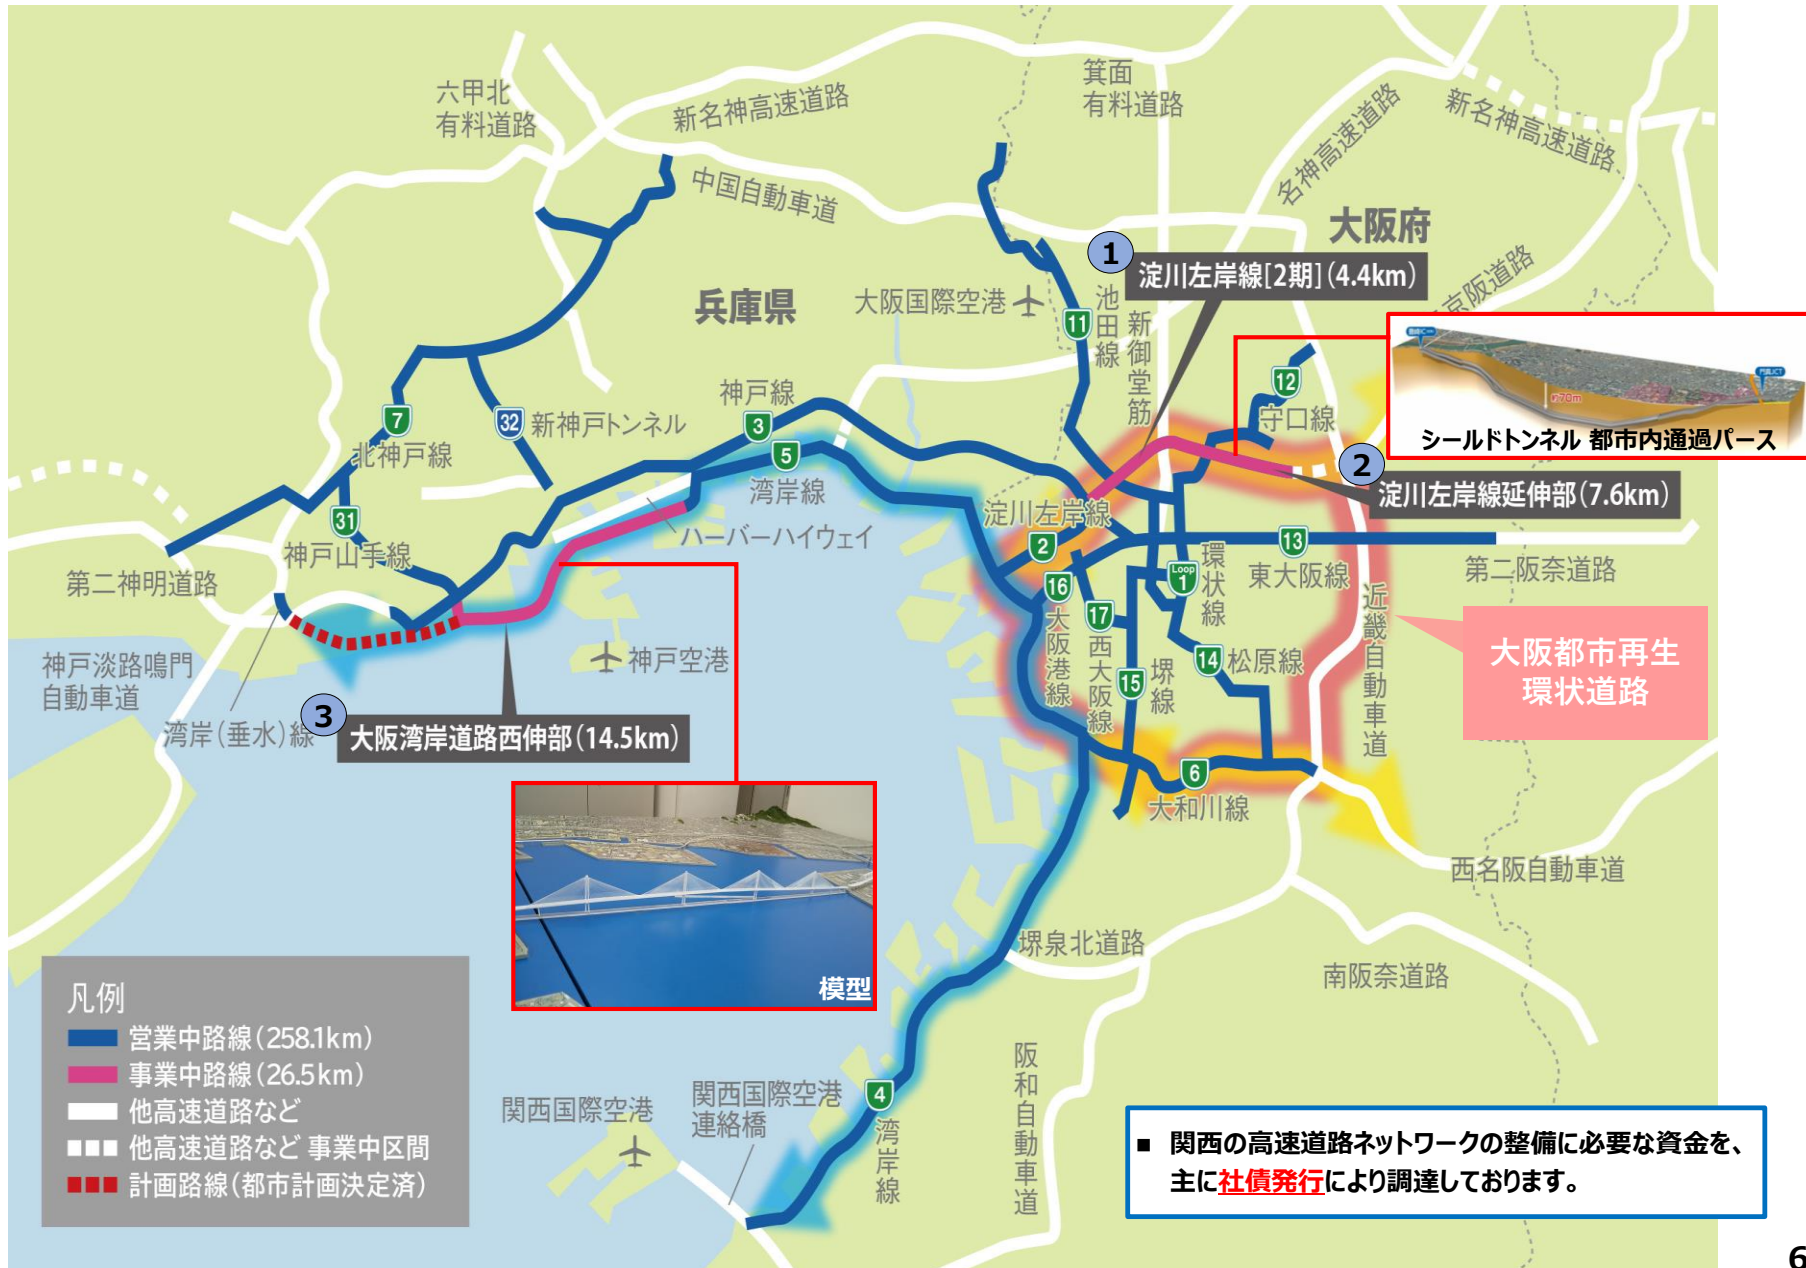 六甲北
有料道路
新名神高速道路
箕面
有料道路
名神高速道路
新名神高速道路
中国自動車道
大阪府
1
淀川左岸線[2期](4.4km)
兵庫県
大阪国際空港
11
池田線
新御堂筋
京阪道路
約70m
シールドトンネル 都市内通過パース
12
守口線
神戸線
3
7
32
新神戸トンネル
北神戸線
5
湾岸線
2
淀川左岸線延伸部(7.6km)
淀川左岸線
2
31
神戸山手線
ハーバーハイウェイ
13
東大阪線
第二阪奈道路
第二神明道路
16
大阪港線
17
西大阪線
Loop
1
環状線
近畿自動車道
大阪都市再生
環状道路
神戸空港
神戸淡路鳴門
自動車道
15
堺線
14
松原線
湾岸(垂水)線
3
大阪湾岸道路西伸部(14.5km)
6
大和川線
西名阪自動車道
模型
堺泉北道路
南阪奈道路
凡例
営業中路線(258.1km)
事業中路線(26.5km)
他高速道路など
他高速道路など 事業中区間
計画路線(都市計画決定済)
関西国際空港
関西国際空港
連絡橋
4
湾岸線
阪和自動車道
■ 関西の高速道路ネットワークの整備に必要な資金を、
主に社債発行により調達しております。
6